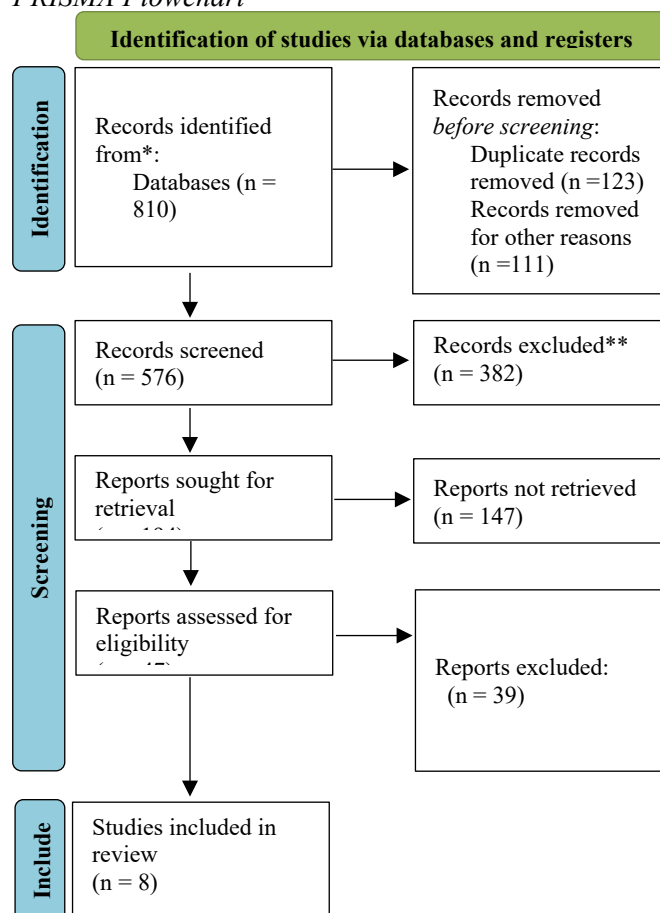 PRISMA Flowchart
Identification of studies via databases and registers
Identification
Records identified
from*:
Databases (n =
810)
Records removed
before screening:
Duplicate records
removed (n =123)
Records removed
for other reasons
(n =111)
Screening
Records screened
(n = 576)
Records excluded**
(n = 382)
Reports sought for
retrieval
Reports not retrieved
(n = 147)
Reports assessed for
eligibility
Reports excluded:
(n = 39)
Include
Studies included in
review
(n = 8)